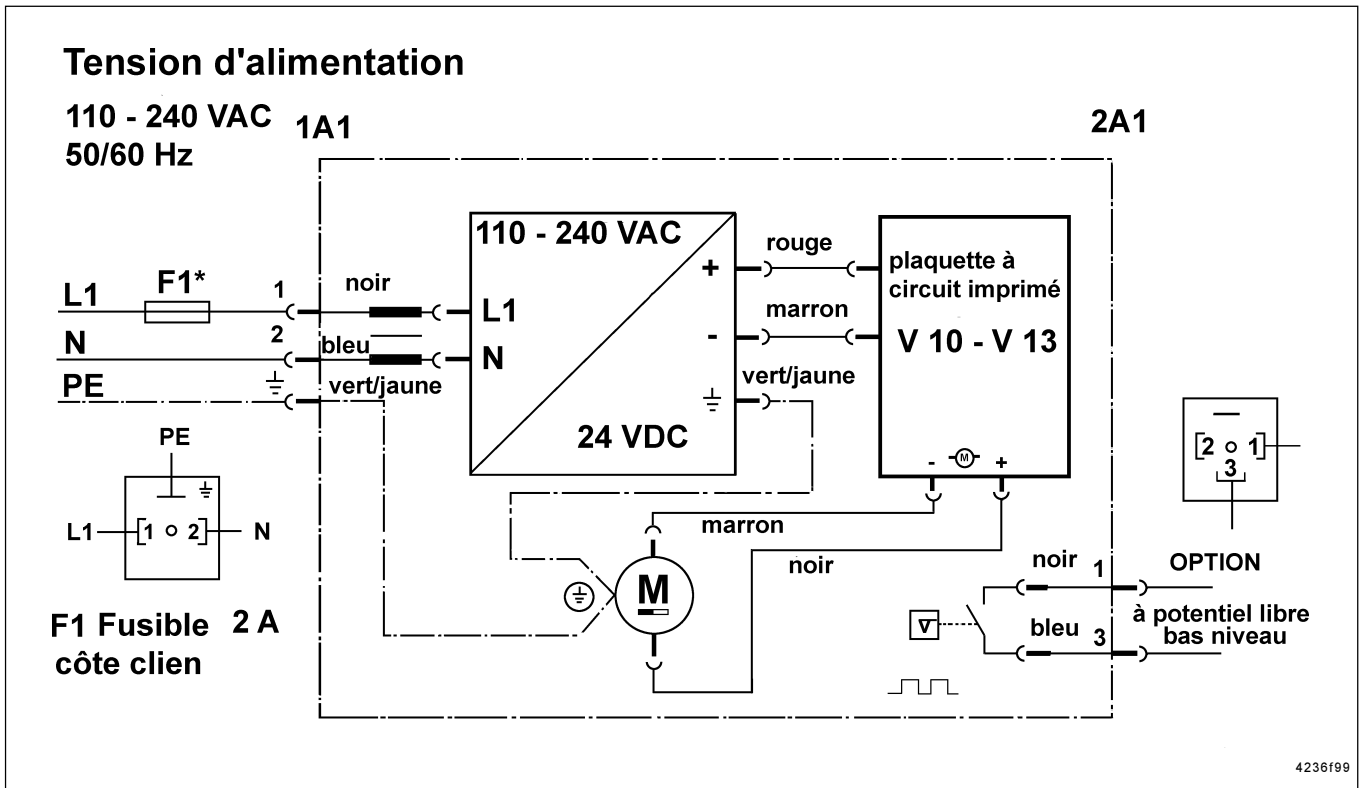 Tension d'alimentation
110 - 240 VAC
50/60 Hz
1A1
2A1
110 - 240 VAC
L1
N
+
-
24 VDC
rouge
marron
vert/jaune
plaquette à
circuit imprimé
V 10 - V 13
- M +
L1
F1*
1
noir
N
2
bleu
PE
vert/jaune
PE
L1
1
2
N
F1 Fusible 2 A
côte clien
marron
noir
M
2
1
3
noir
1
OPTION
bleu
3
à potentiel libre
bas niveau
4236f99